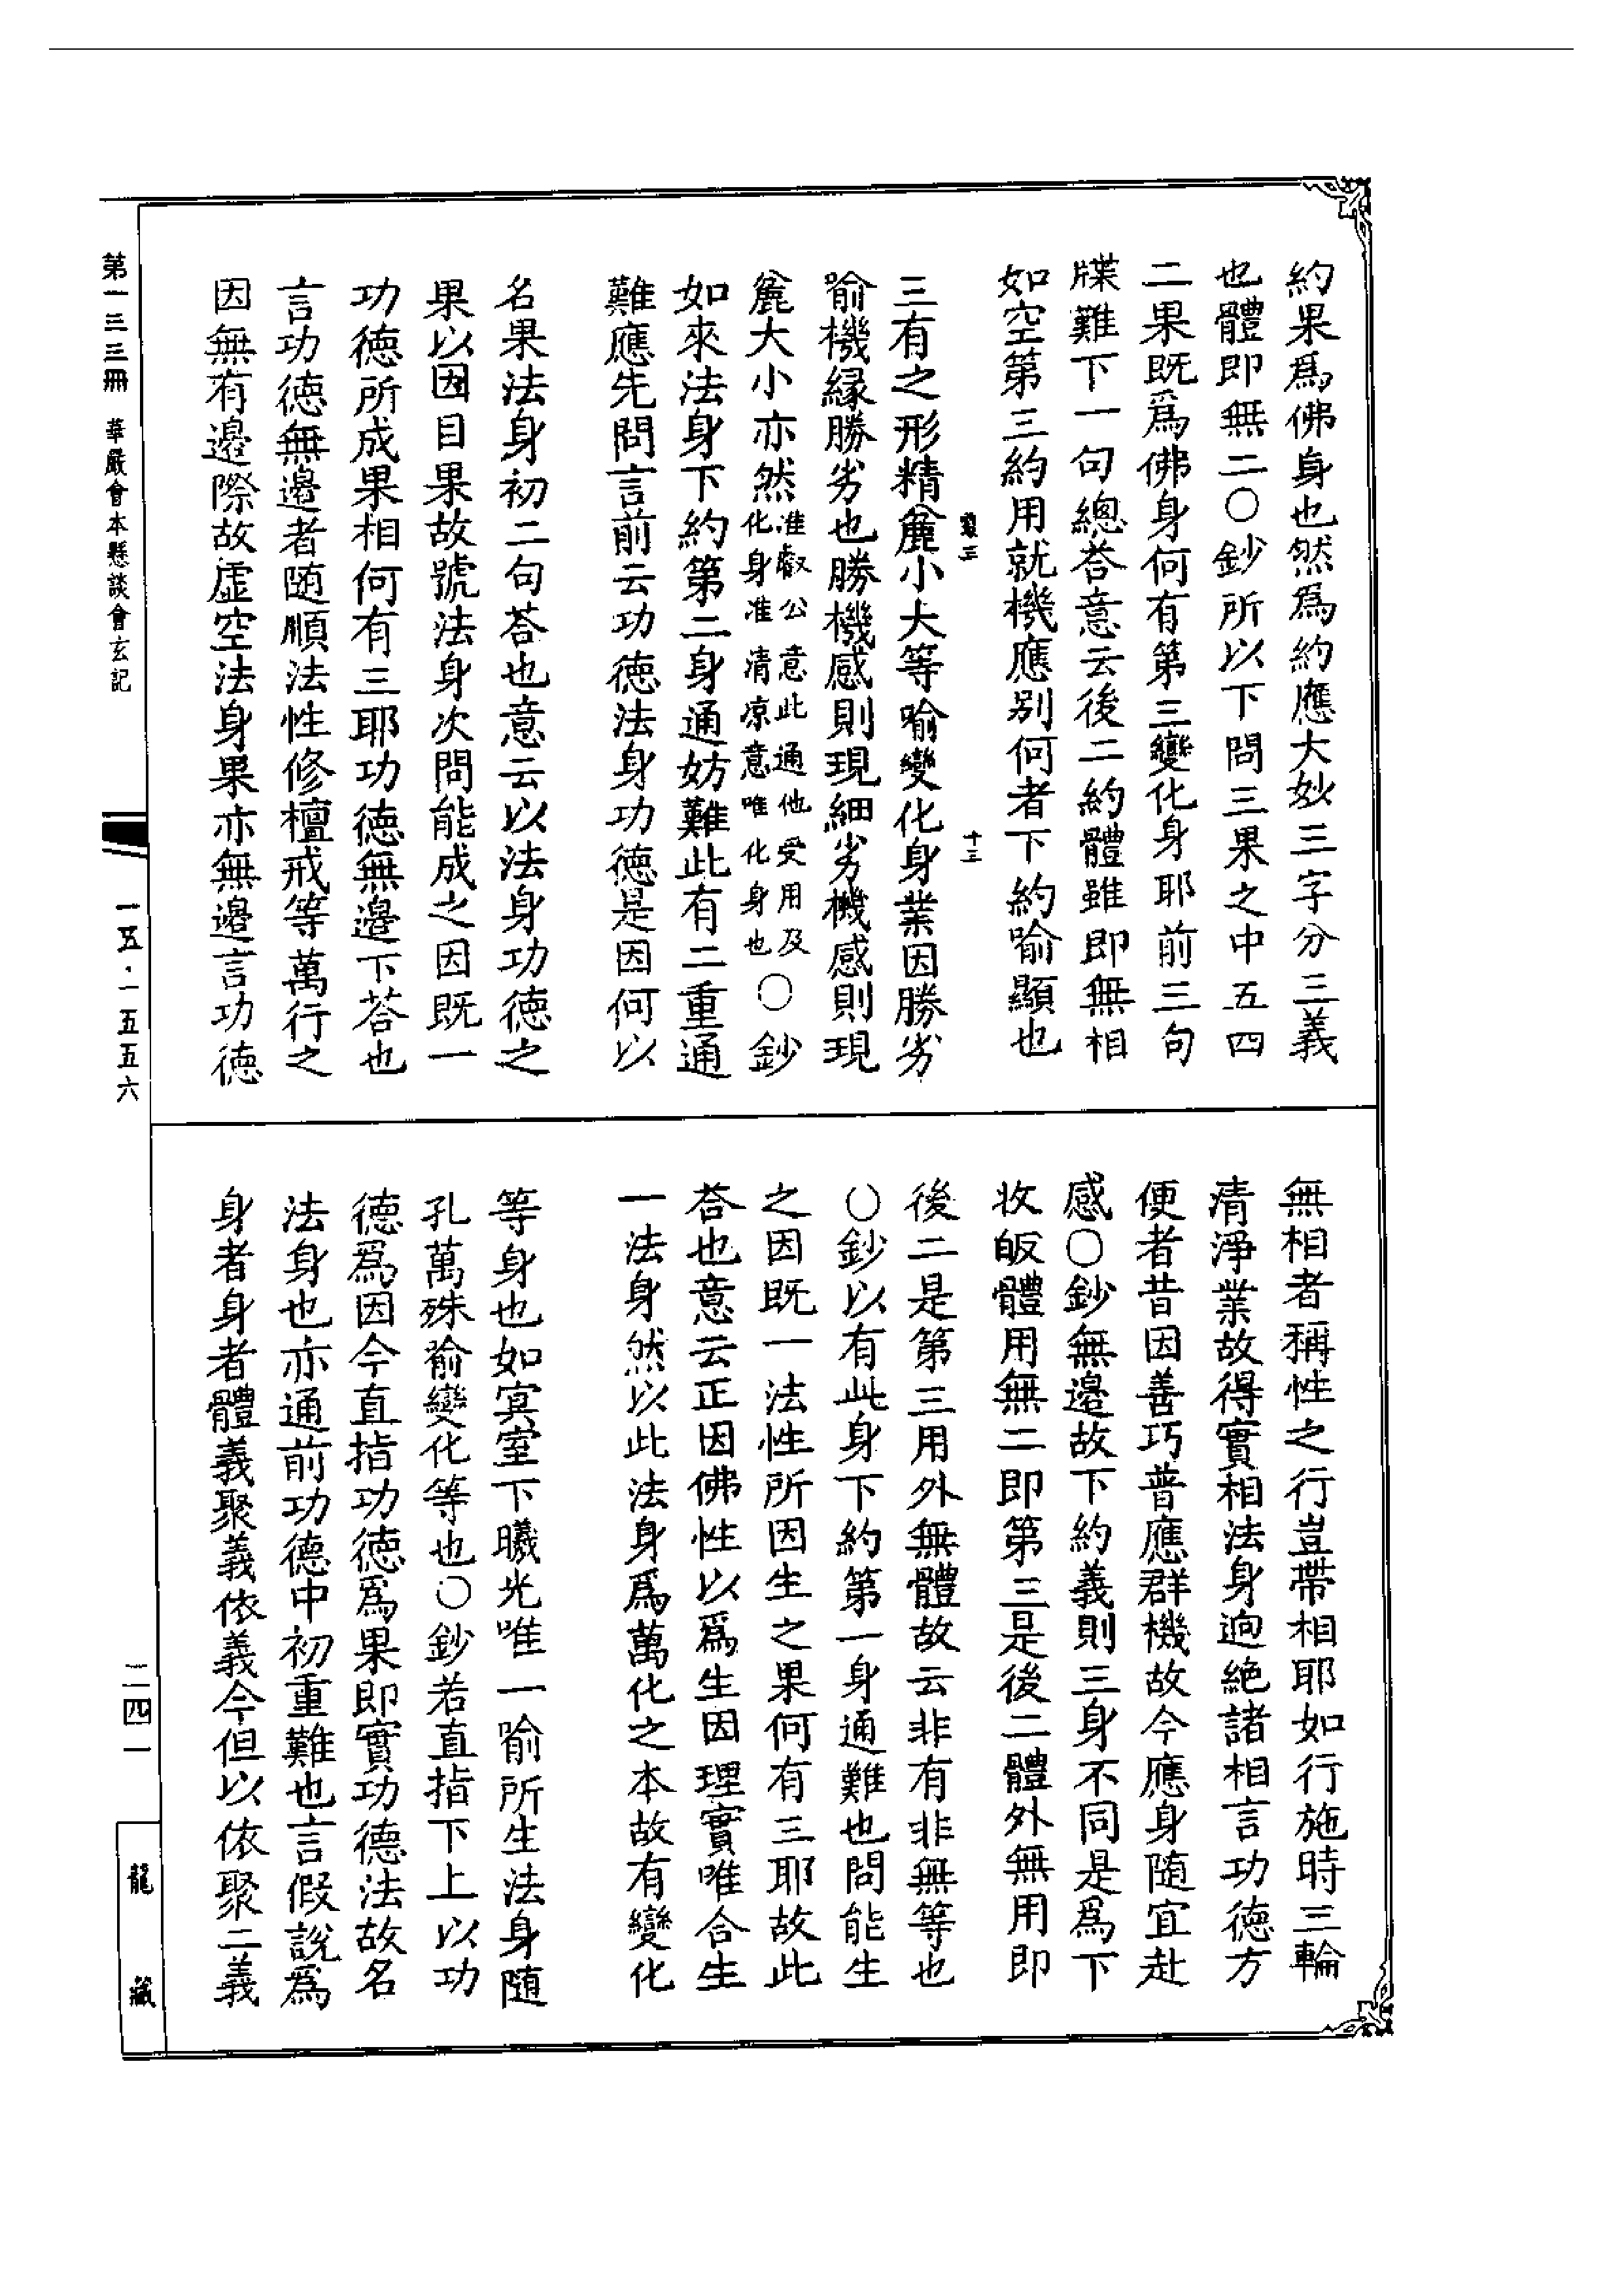 約果爲佛身也然爲約應大妙三字分三義
也體即無二○鈔所以下問三果之中五四
二果既爲佛身何有第三變化身耶前三句
牒難下一句總荅意云後二約體雖即無相
如空第三約用就機應別何者下約喻顯也
三
十三
三有之形精麄小大等喻變化身業因勝劣
喻機縁勝劣也勝機感則現細劣機感則現
麄大小亦然准叡公意此通他受用及
化身准清凉意唯化身也○鈔
如來法身下約第二身通妨難此有二重通
難應先問言前云功德法身功德是因何以
名果法身初二句荅也意云以法身功德之
果以因目果故號法身次問能成之因既一
功德所成果相何有三耶功德無邊下荅也
言功德無邊者隨順法性修檀戒等萬行之
因無有邊際故虛空法身果亦無邊言功德
無相者稱性之行豈帶相耶如行施時三輪
清淨業故得實相法身逈絶諸相言功德方
便者昔因善巧普應群機故今應身隨宜赴
感○鈔無邊故下約義則三身不同是爲下
收皈體用無二即第三是後二體外無用即
後二是第三用外無體故云非有非無等也
○鈔以有此身下約第一身通難也問能生
之因既一法性所因生之果何有三耶故此
荅也意云正因佛性以爲生因理實唯合生
一法身然以此法身爲萬化之本故有變化
等身也如寘室下曦光唯一喻所生法身隨
孔萬殊喻變化等也○鈔若直指下上以功
德爲因今直指功德爲果即實功德法故名
法身也亦通前功德中初重難也言假說爲
身者身者體義聚義依義今但以依聚二義
第一三三冊　華嚴會本懸談會玄記
一五·一五五六
二四一
龍藏